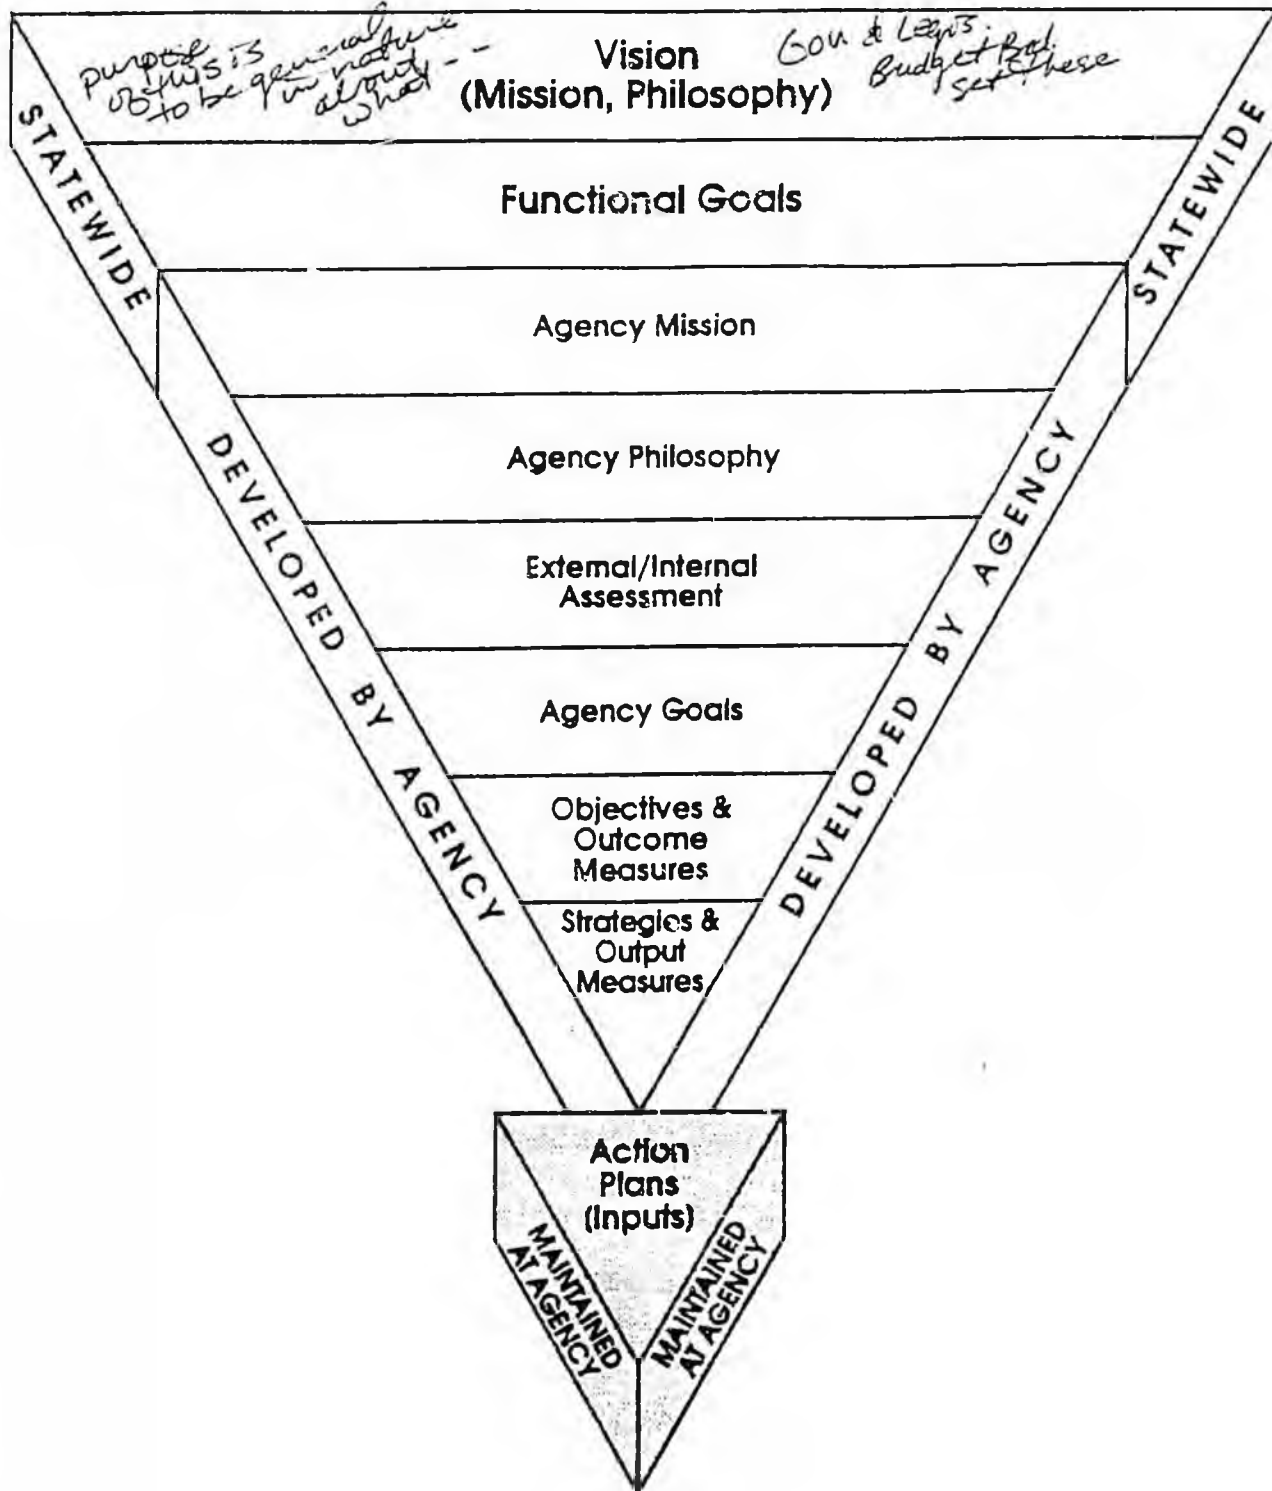 purpose
of this is
to be general
in nature
about
what - -
Gov & Legis.
Budget Bd.
set these
Vision
(Mission, Philosophy)
STATEWIDE
STATEWIDE
Functional Goals
Agency Mission
Agency Philosophy
External/Internal
Assessment
Agency Goals
Objectives &
Outcome
Measures
Strategies &
Output
Measures
DEVELOPED BY AGENCY
DEVELOPED BY AGENCY
Action
Plans
(Inputs)
MAINTAINED
AT AGENCY
MAINTAINED
AT AGENCY